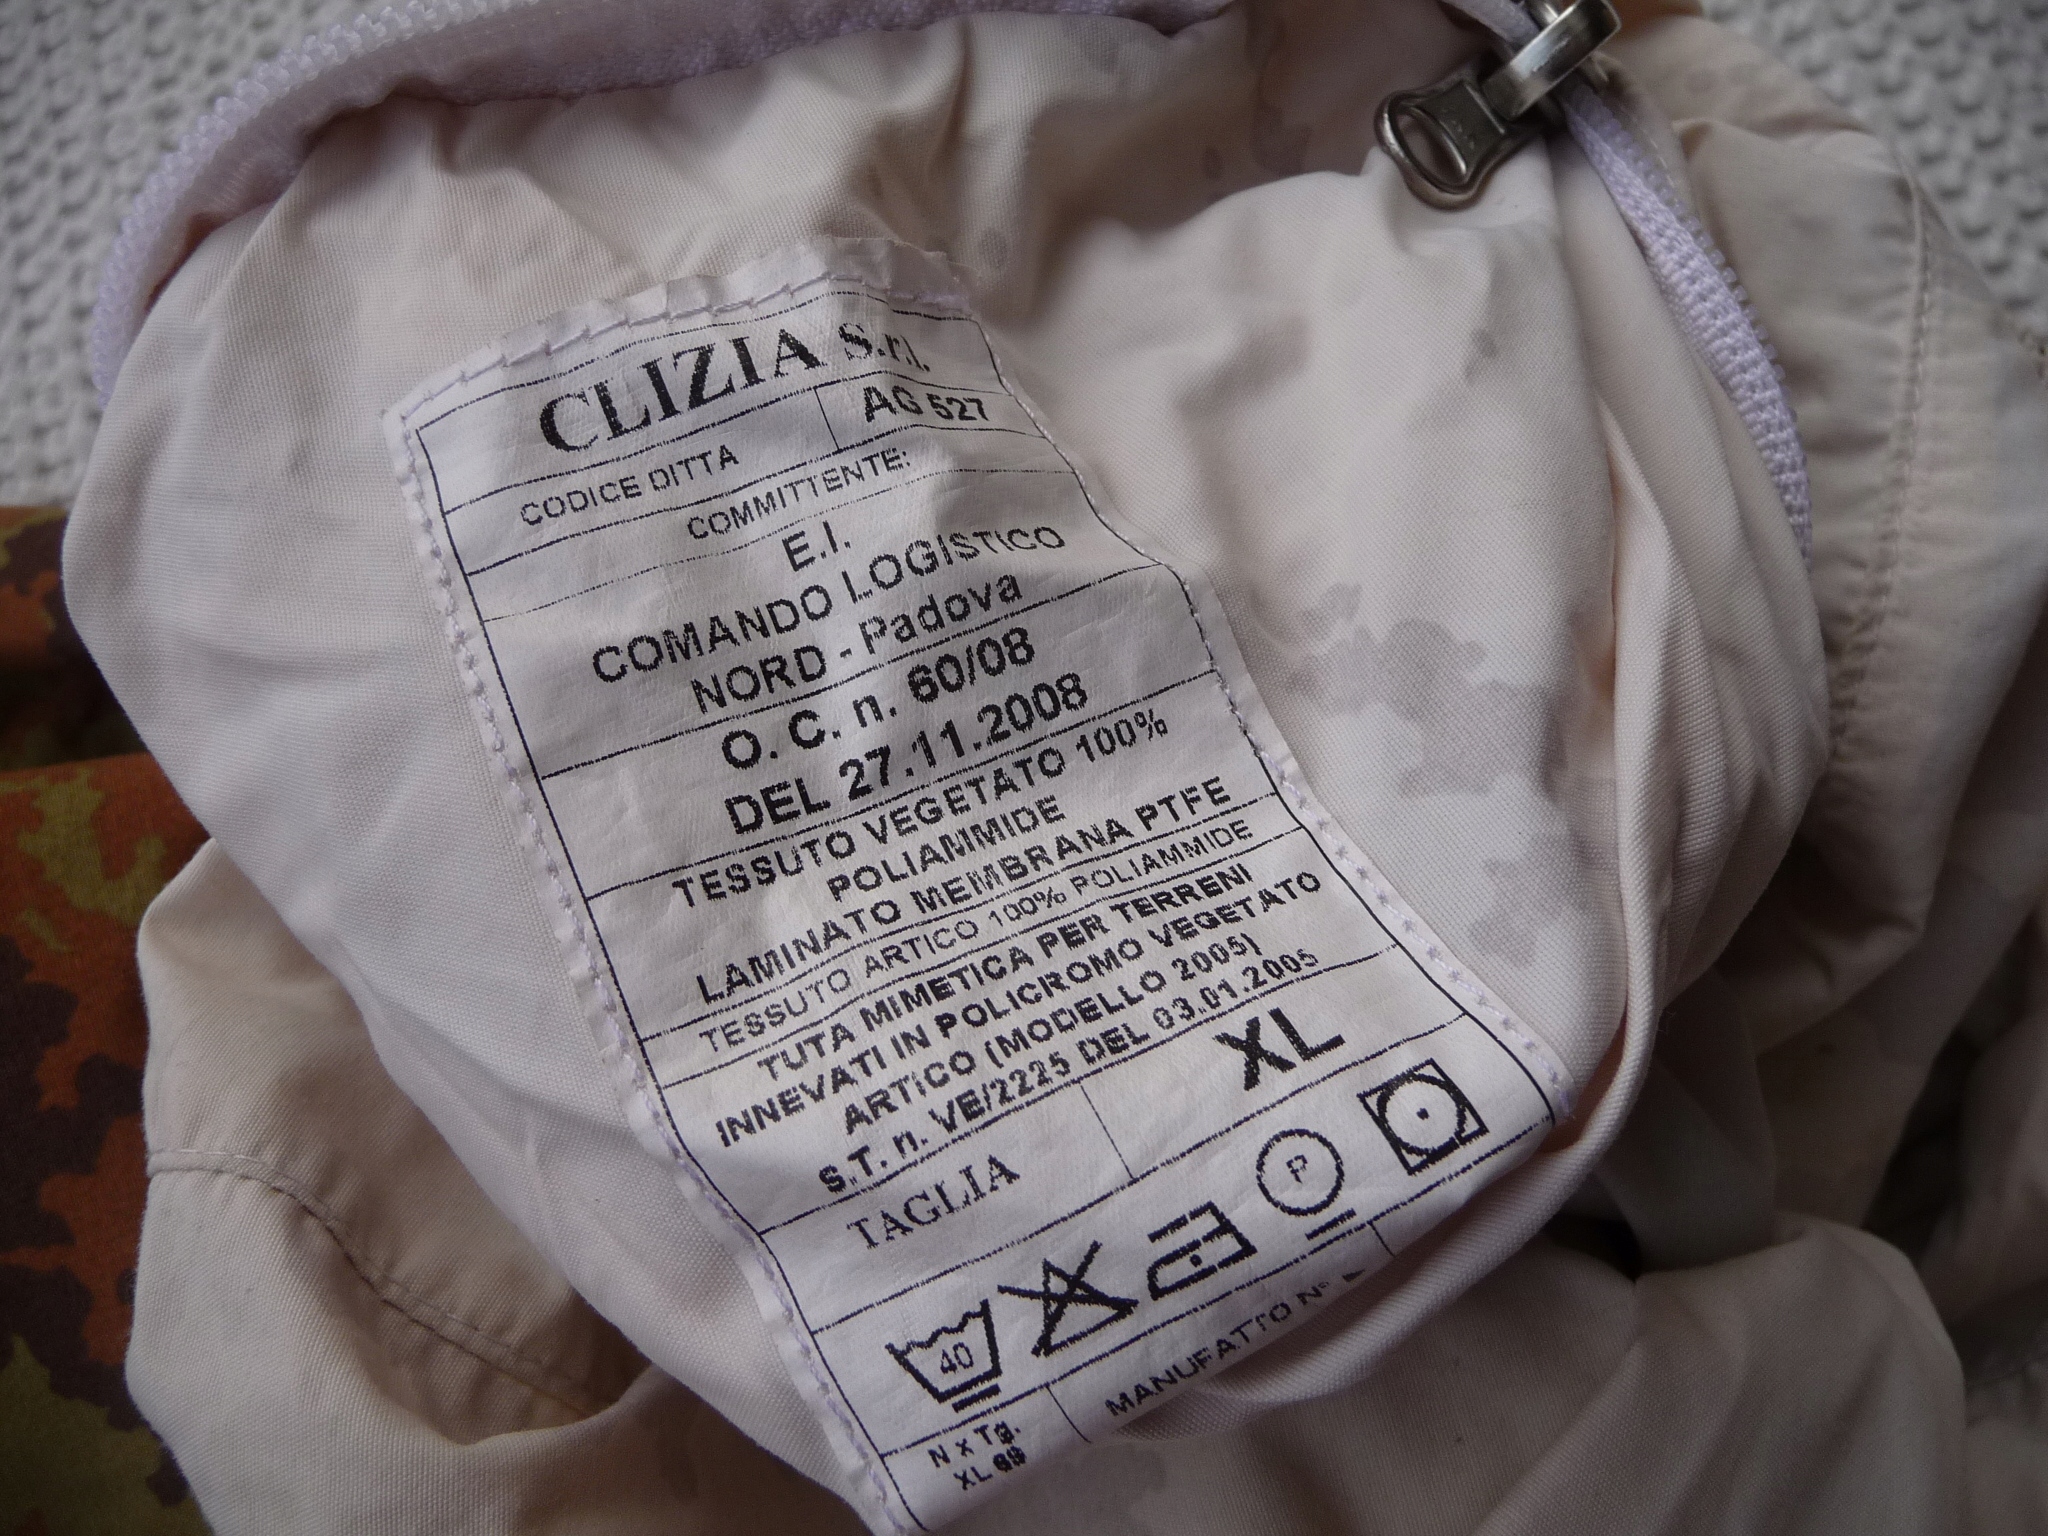 CLIZIA S.r.l.
CODICE DITTA AG 527
COMMITTENTE:
E.I.
COMANDO LOGISTICO
NORD - Padova
O. C. n. 60/08
DEL 27.11.2008
TESSUTO VEGETATO 100%
POLIAMMIDE
LAMINATO MEMBRANA PTFE
TESSUTO ARTICO 100% POLIAMMIDE
TUTA MIMETICA PER TERRENI
INNEVATI IN POLICROMO VEGETATO
ARTICO (MODELLO 2005)
S.T. n. VE/2225 DEL 03.01.2005
TAGLIA XL
40 P
N x Tg. MANUFATTO N° ►
XL